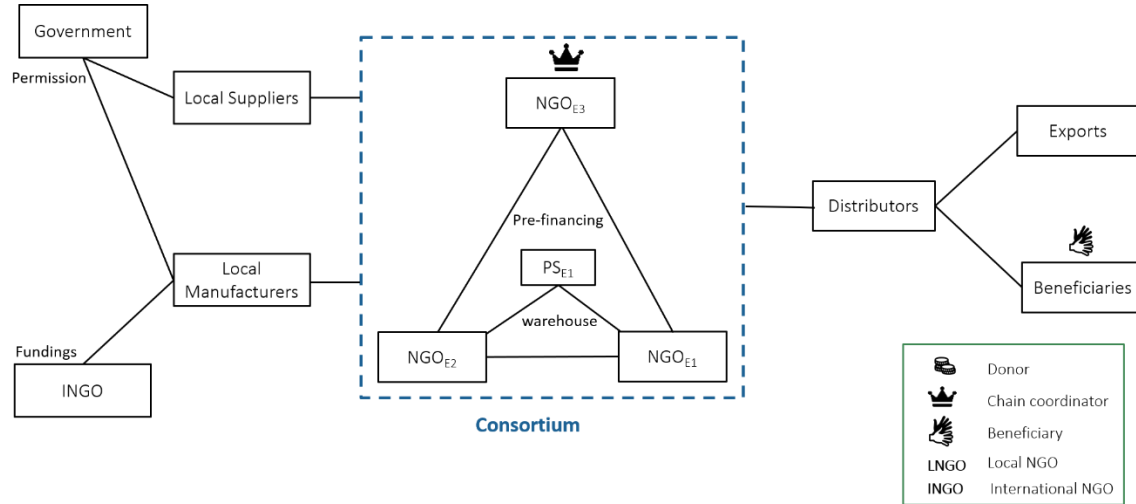 Government
Permission
Local Suppliers
NGOE3
Exports
Pre-financing
Distributors
PSE1
Local
Manufacturers
Beneficiaries
warehouse
Fundings
NGOE2
NGOE1
INGO
Consortium
Donor
Chain coordinator
Beneficiary
LNGO Local NGO
INGO International NGO